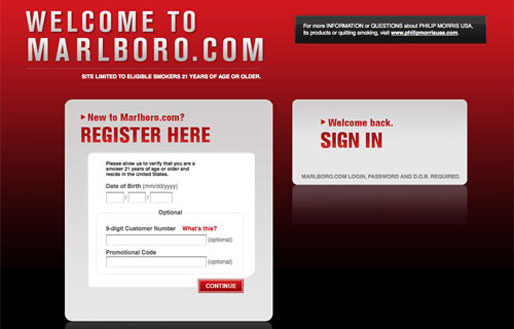 WELCOME TO
MARLBORO.COM
For more INFORMATION or QUESTIONS about PHILIP MORRIS USA,
its products or quitting smoking, visit www.philipmorrisusa.com.
SITE LIMITED TO ELIGIBLE SMOKERS 21 YEARS OF AGE OR OLDER.
New to Marlboro.com?
REGISTER HERE
Please allow us to verify that you are a
smoker 21 years of age or older and
reside in the United States.
Date of Birth (mm/dd/yyyy)
/ /
Optional
9-digit Customer Number What's this?
(optional)
Promotional Code
(optional)
CONTINUE
Welcome back.
SIGN IN
MARLBORO.COM LOGIN, PASSWORD AND D.O.B. REQUIRED.